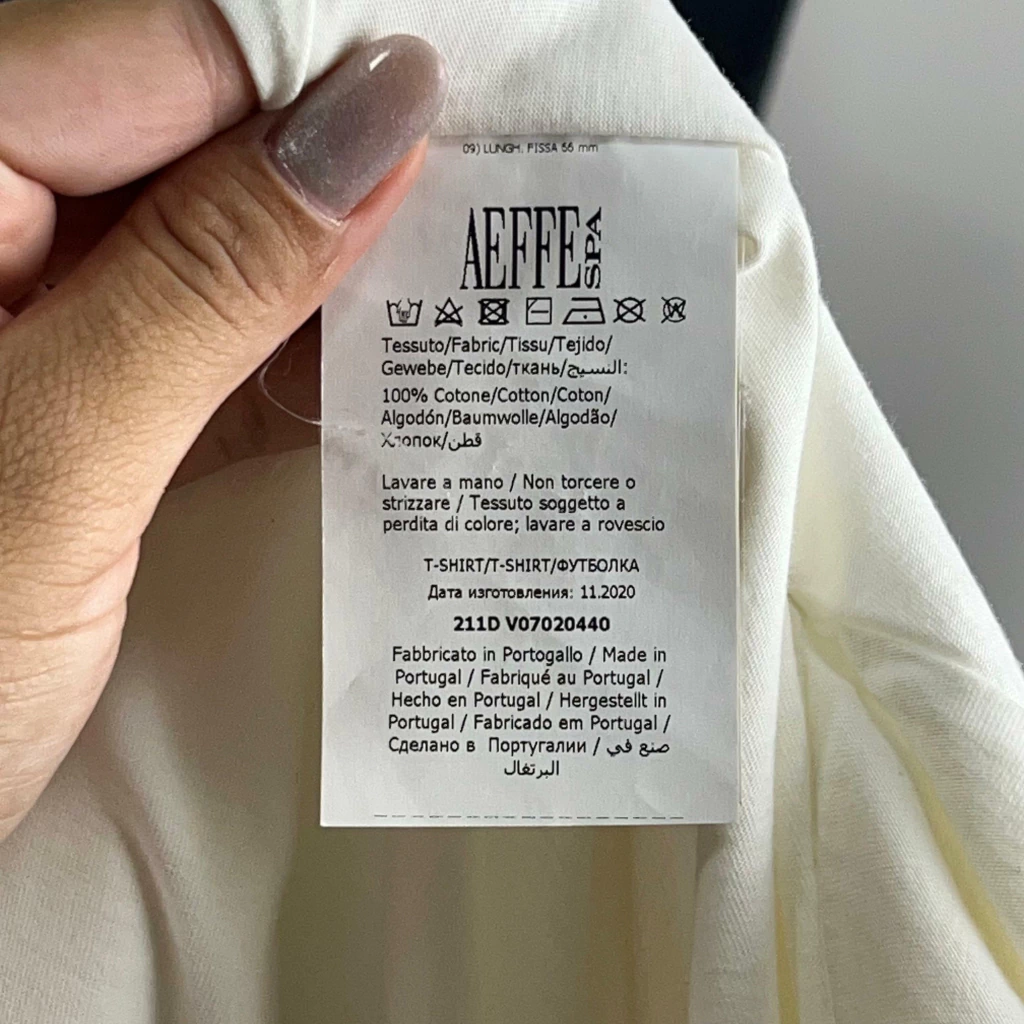 09) LUNGH. FISSA 66 mm
AEFFE SPA
Tessuto/Fabric/Tissu/Tejido/
Gewebe/Tecido/ткань/النسيج:
100% Cotone/Cotton/Coton/
Algodón/Baumwolle/Algodão/
Хлопок/قطن
Lavare a mano / Non torcere o
strizzare / Tessuto soggetto a
perdita di colore; lavare a rovescio
T-SHIRT/T-SHIRT/ФУТБОЛКА
Дата изготовления: 11.2020
211D V07020440
Fabbricato in Portogallo / Made in
Portugal / Fabriqué au Portugal /
Hecho en Portugal / Hergestellt in
Portugal / Fabricado em Portugal /
Сделано в Португалии / صنع في
البرتغال